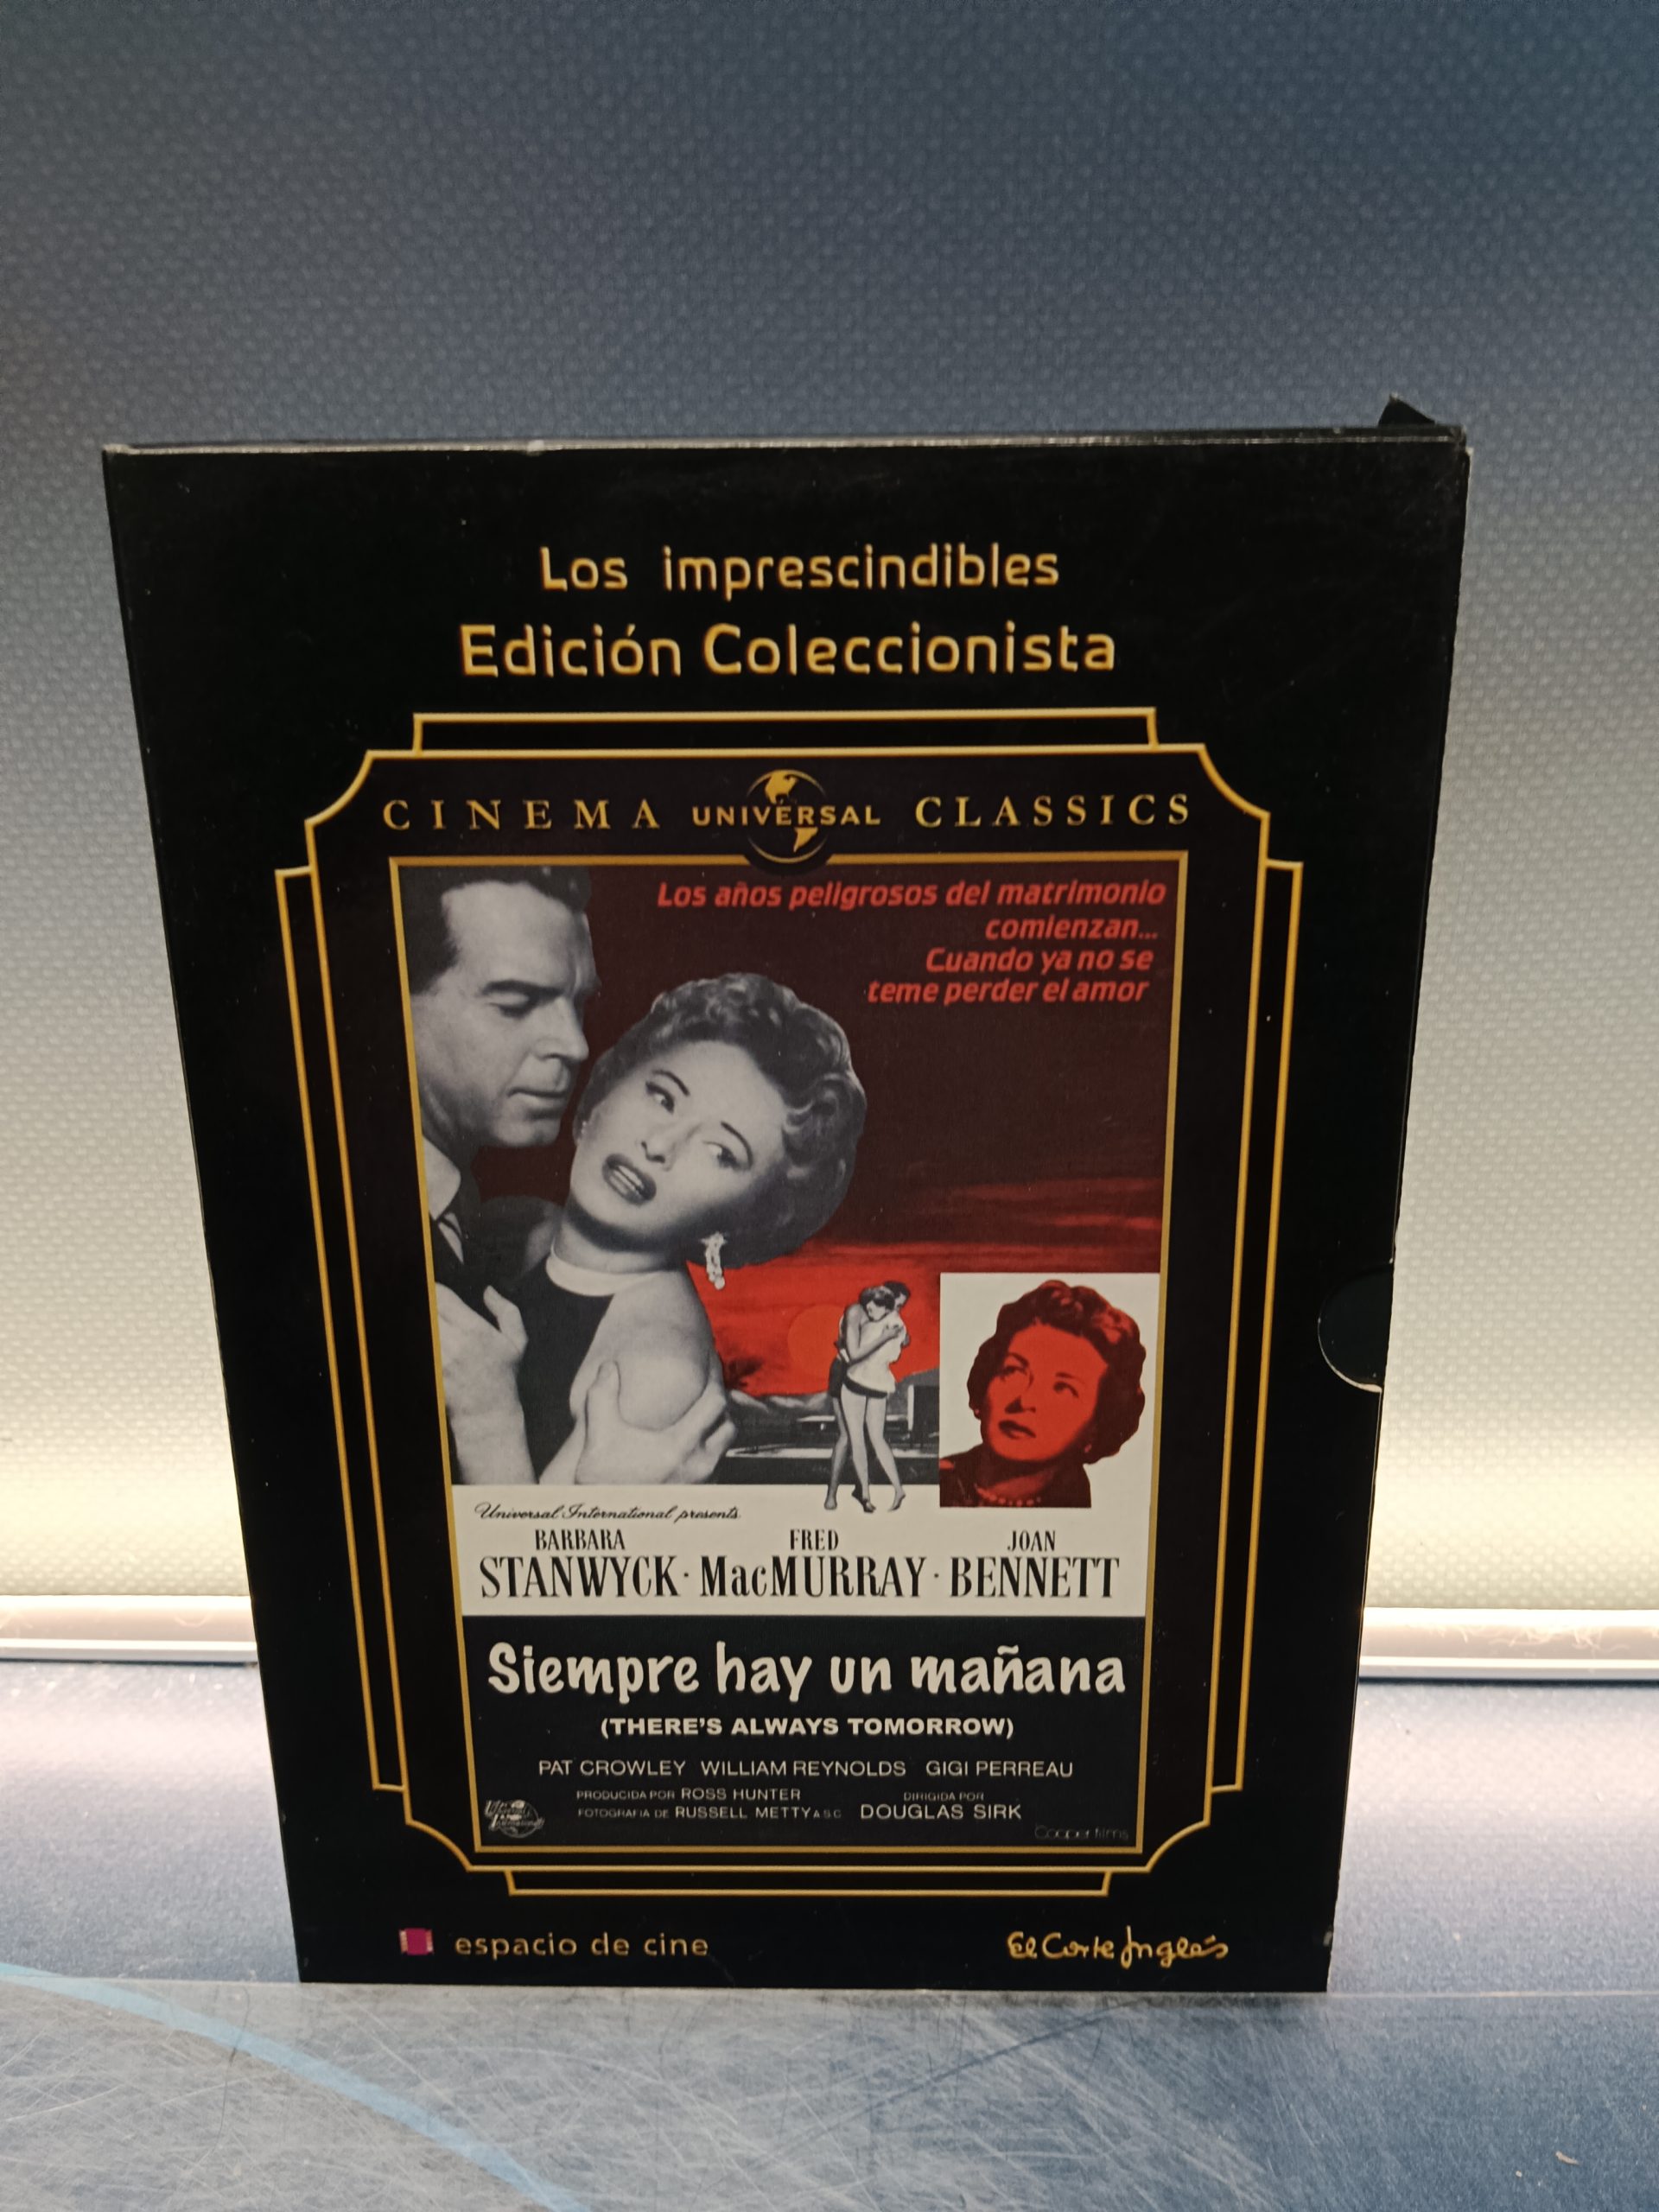 Los imprescindibles
Edición Coleccionista
CINEMA UNIVERSAL CLASSICS
Los años peligrosos del matrimonio
comienzan...
Cuando ya no se
teme perder el amor
Universal International presents
BARBARA FRED JOAN
STANWYCK · MacMURRAY · BENNETT
Siempre hay un mañana
(THERE'S ALWAYS TOMORROW)
PAT CROWLEY WILLIAM REYNOLDS GIGI PERREAU
PRODUCIDA POR ROSS HUNTER DIRIGIDA POR
FOTOGRAFIA DE RUSSELL METTY A.S.C DOUGLAS SIRK
Cooper films
espacio de cine El Corte Inglés